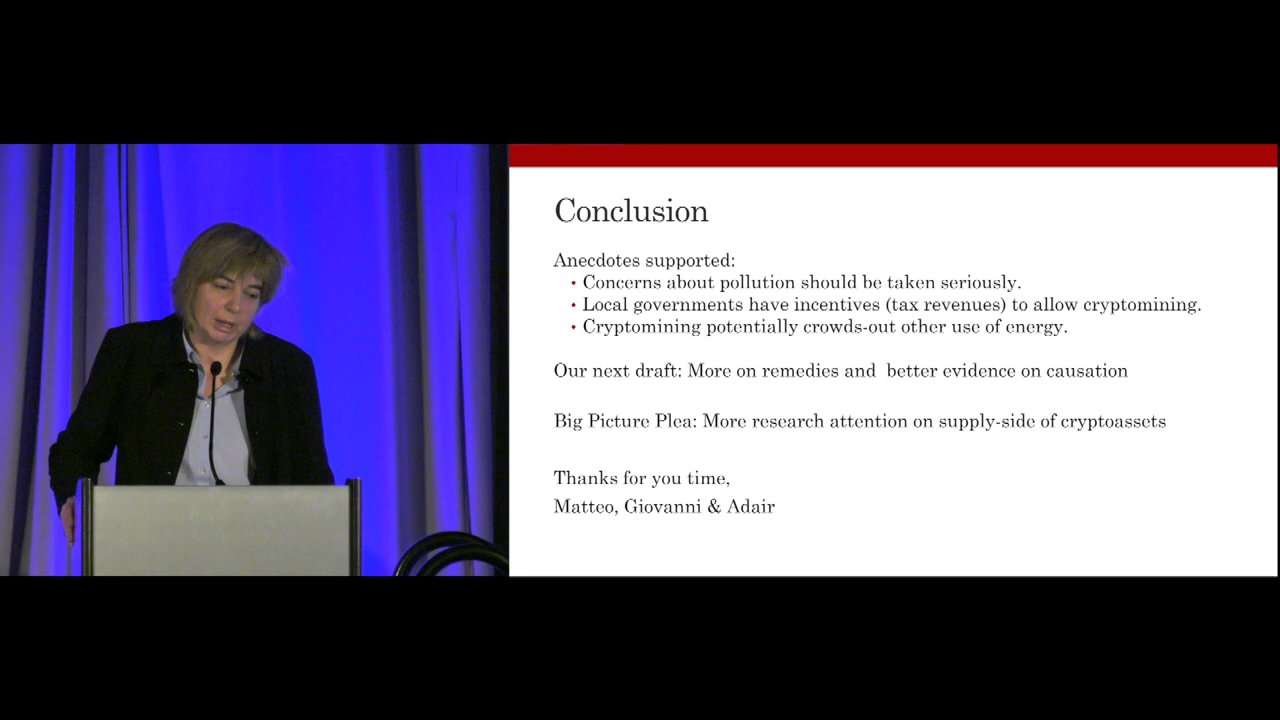 Conclusion
Anecdotes supported:
• Concerns about pollution should be taken seriously.
• Local governments have incentives (tax revenues) to allow cryptomining.
• Cryptomining potentially crowds-out other use of energy.
Our next draft: More on remedies and  better evidence on causation
Big Picture Plea: More research attention on supply-side of cryptoassets
Thanks for you time,
Matteo, Giovanni & Adair